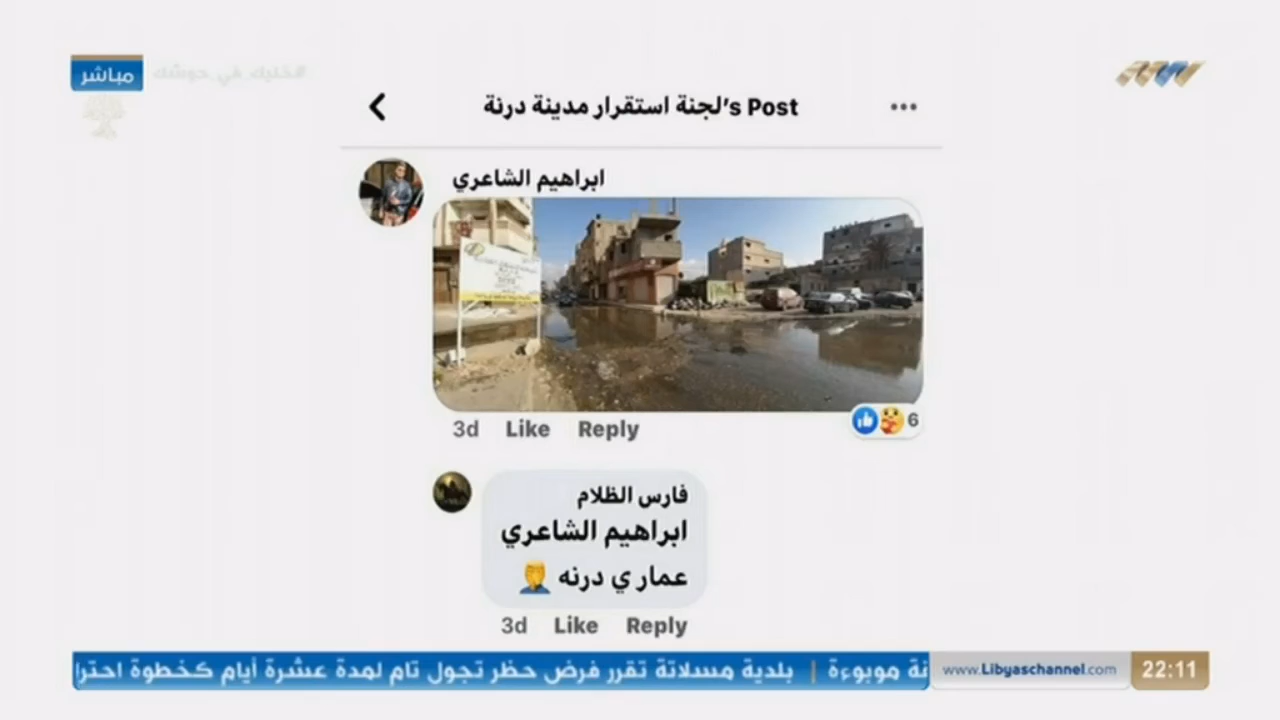 مباشر
#خليك_في_حوشك
لجنة استقرار مدينة درنة's Post
ابراهيم الشاعري
3d Like Reply
6
فارس الظلام
ابراهيم الشاعري
عمار ي درنه 🤦
3d Like Reply
نة موبوءة | بلدية مسلاتة تقرر فرض حظر تجول تام لمدة عشرة أيام كخطوة احترا
www.Libyaschannel.com
22:11